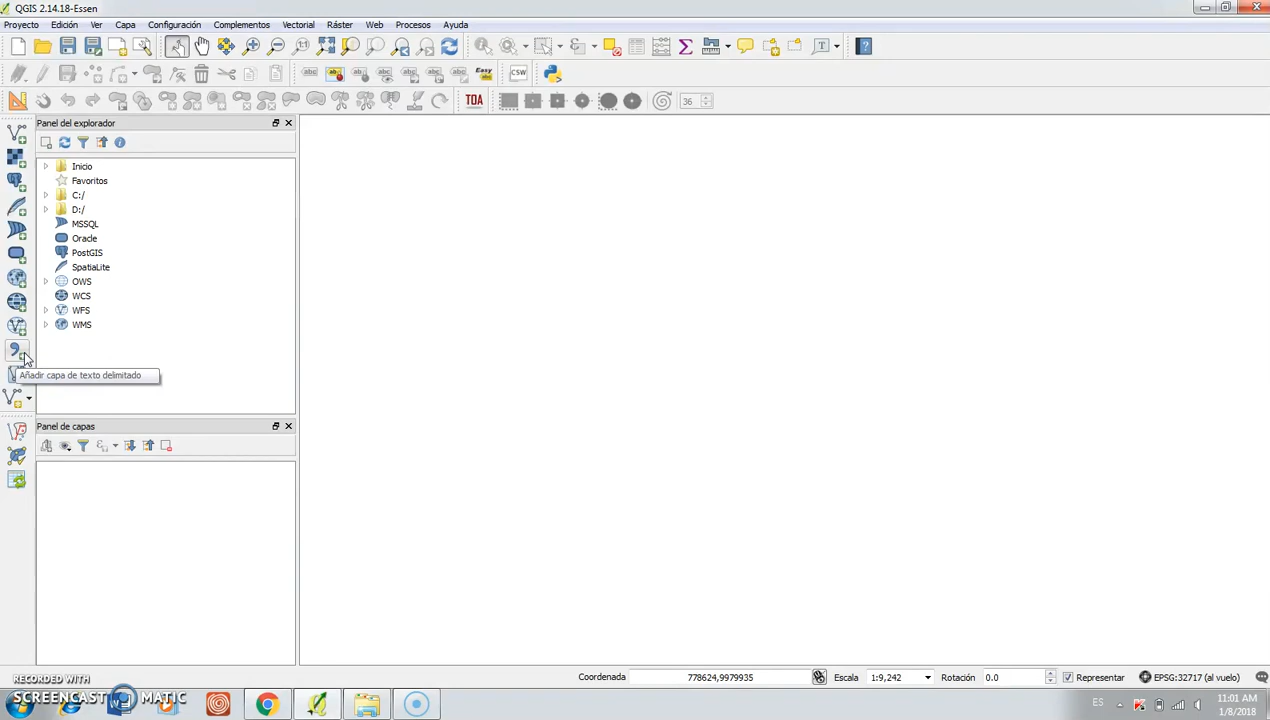 QGIS 2.14.18-Essen
Proyecto Edición Ver Capa Configuración Complementos Vectorial Ráster Web Procesos Ayuda
Easy
abc
CSW
TOA
36
Panel del explorador
Inicio
Favoritos
C:/
D:/
MSSQL
Oracle
PostGIS
SpatiaLite
OWS
WCS
WFS
WMS
Añadir capa de texto delimitado
Panel de capas
Coordenada 778624,9979935 Escala 1:9,242 Rotación 0.0 Representar EPSG:32717 (al vuelo)
RECORDED WITH
SCREENCAST MATIC
ES
11:01 AM
1/8/2018